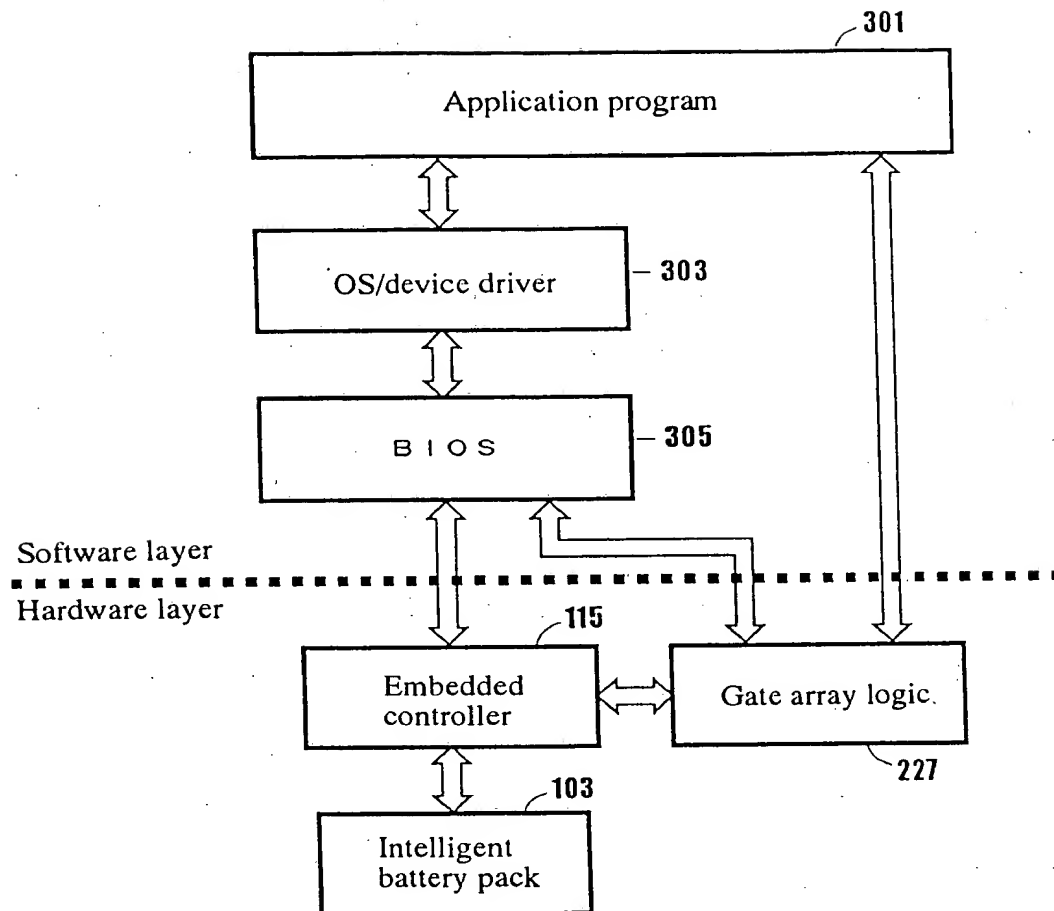 301
Application program
OS/device driver
303
BIOS
305
Software layer
Hardware layer
115
Embedded
controller
Gate array logic
227
103
Intelligent
battery pack